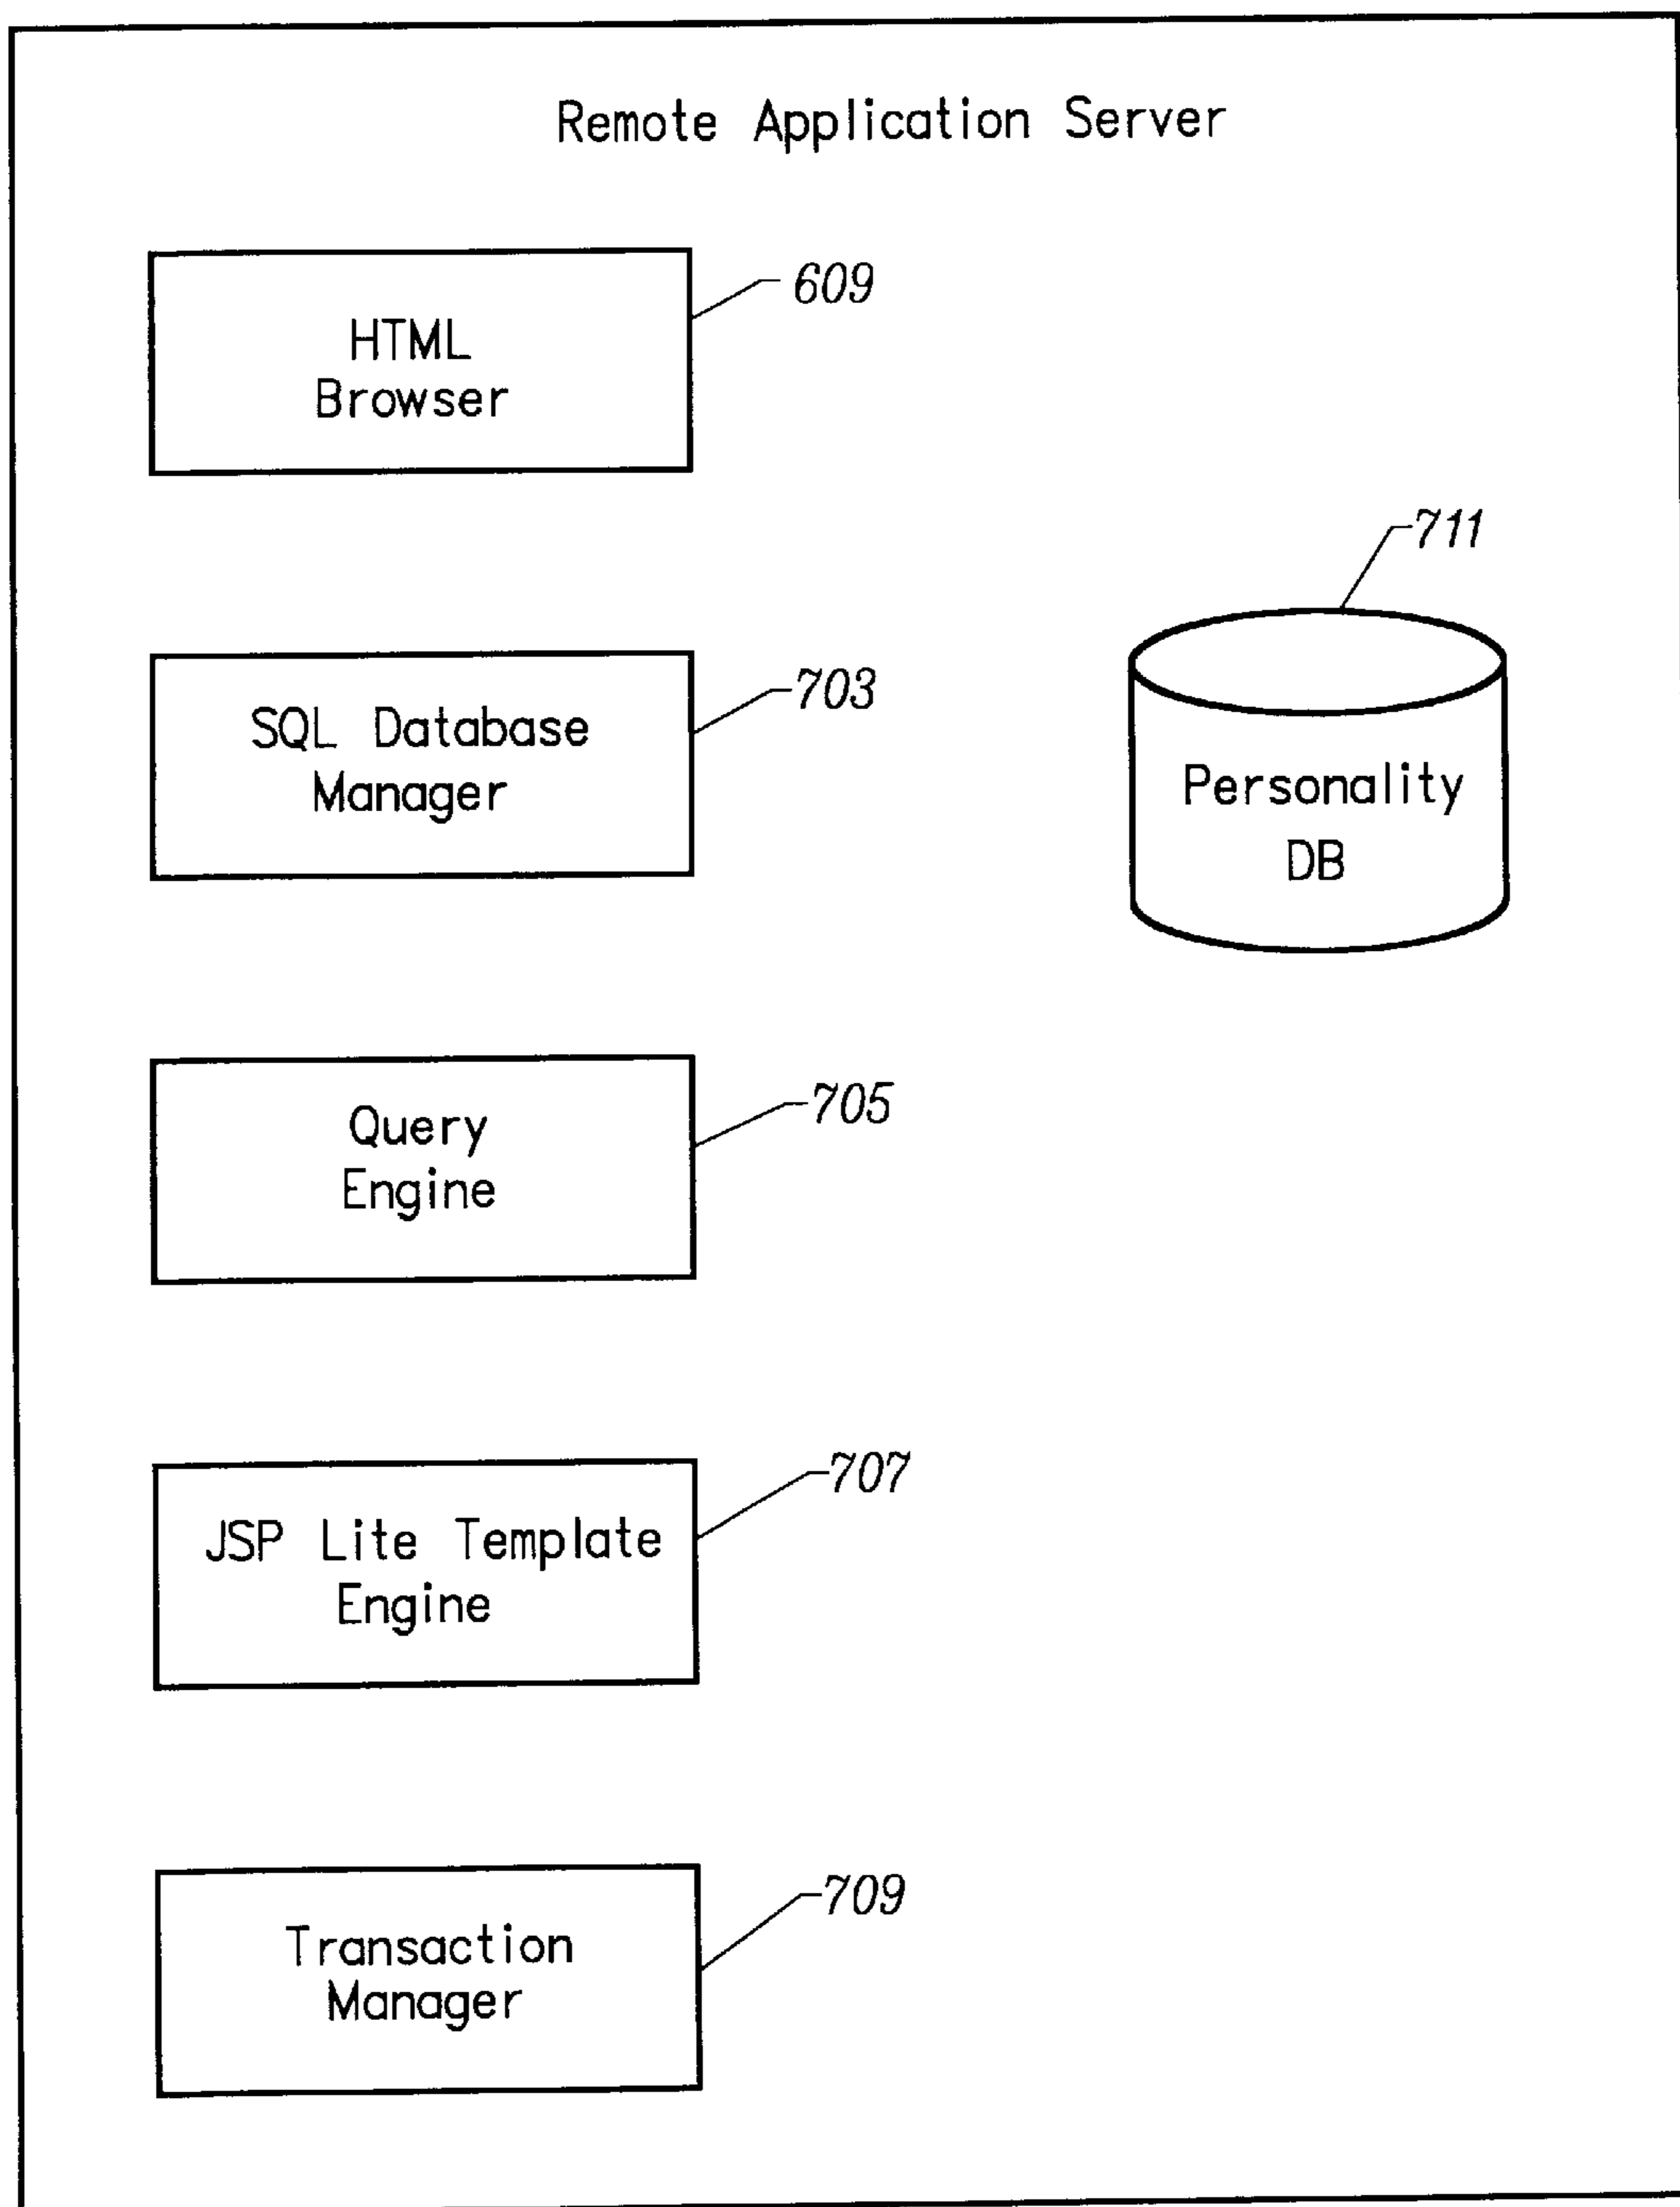 Remote Application Server
609
HTML
Browser
711
703
SQL Database
Manager
Personality
DB
705
Query
Engine
707
JSP Lite Template
Engine
709
Transaction
Manager